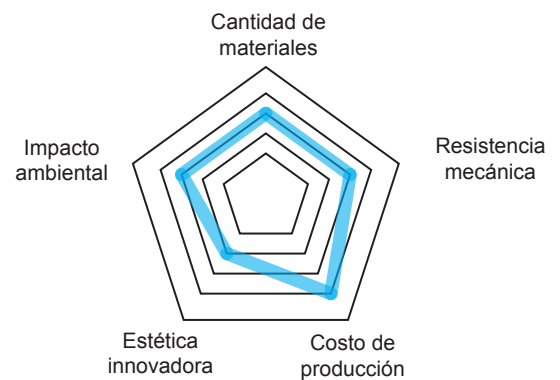 Cantidad de
materiales
Impacto
ambiental
Resistencia
mecánica
Estética
innovadora
Costo de
producción